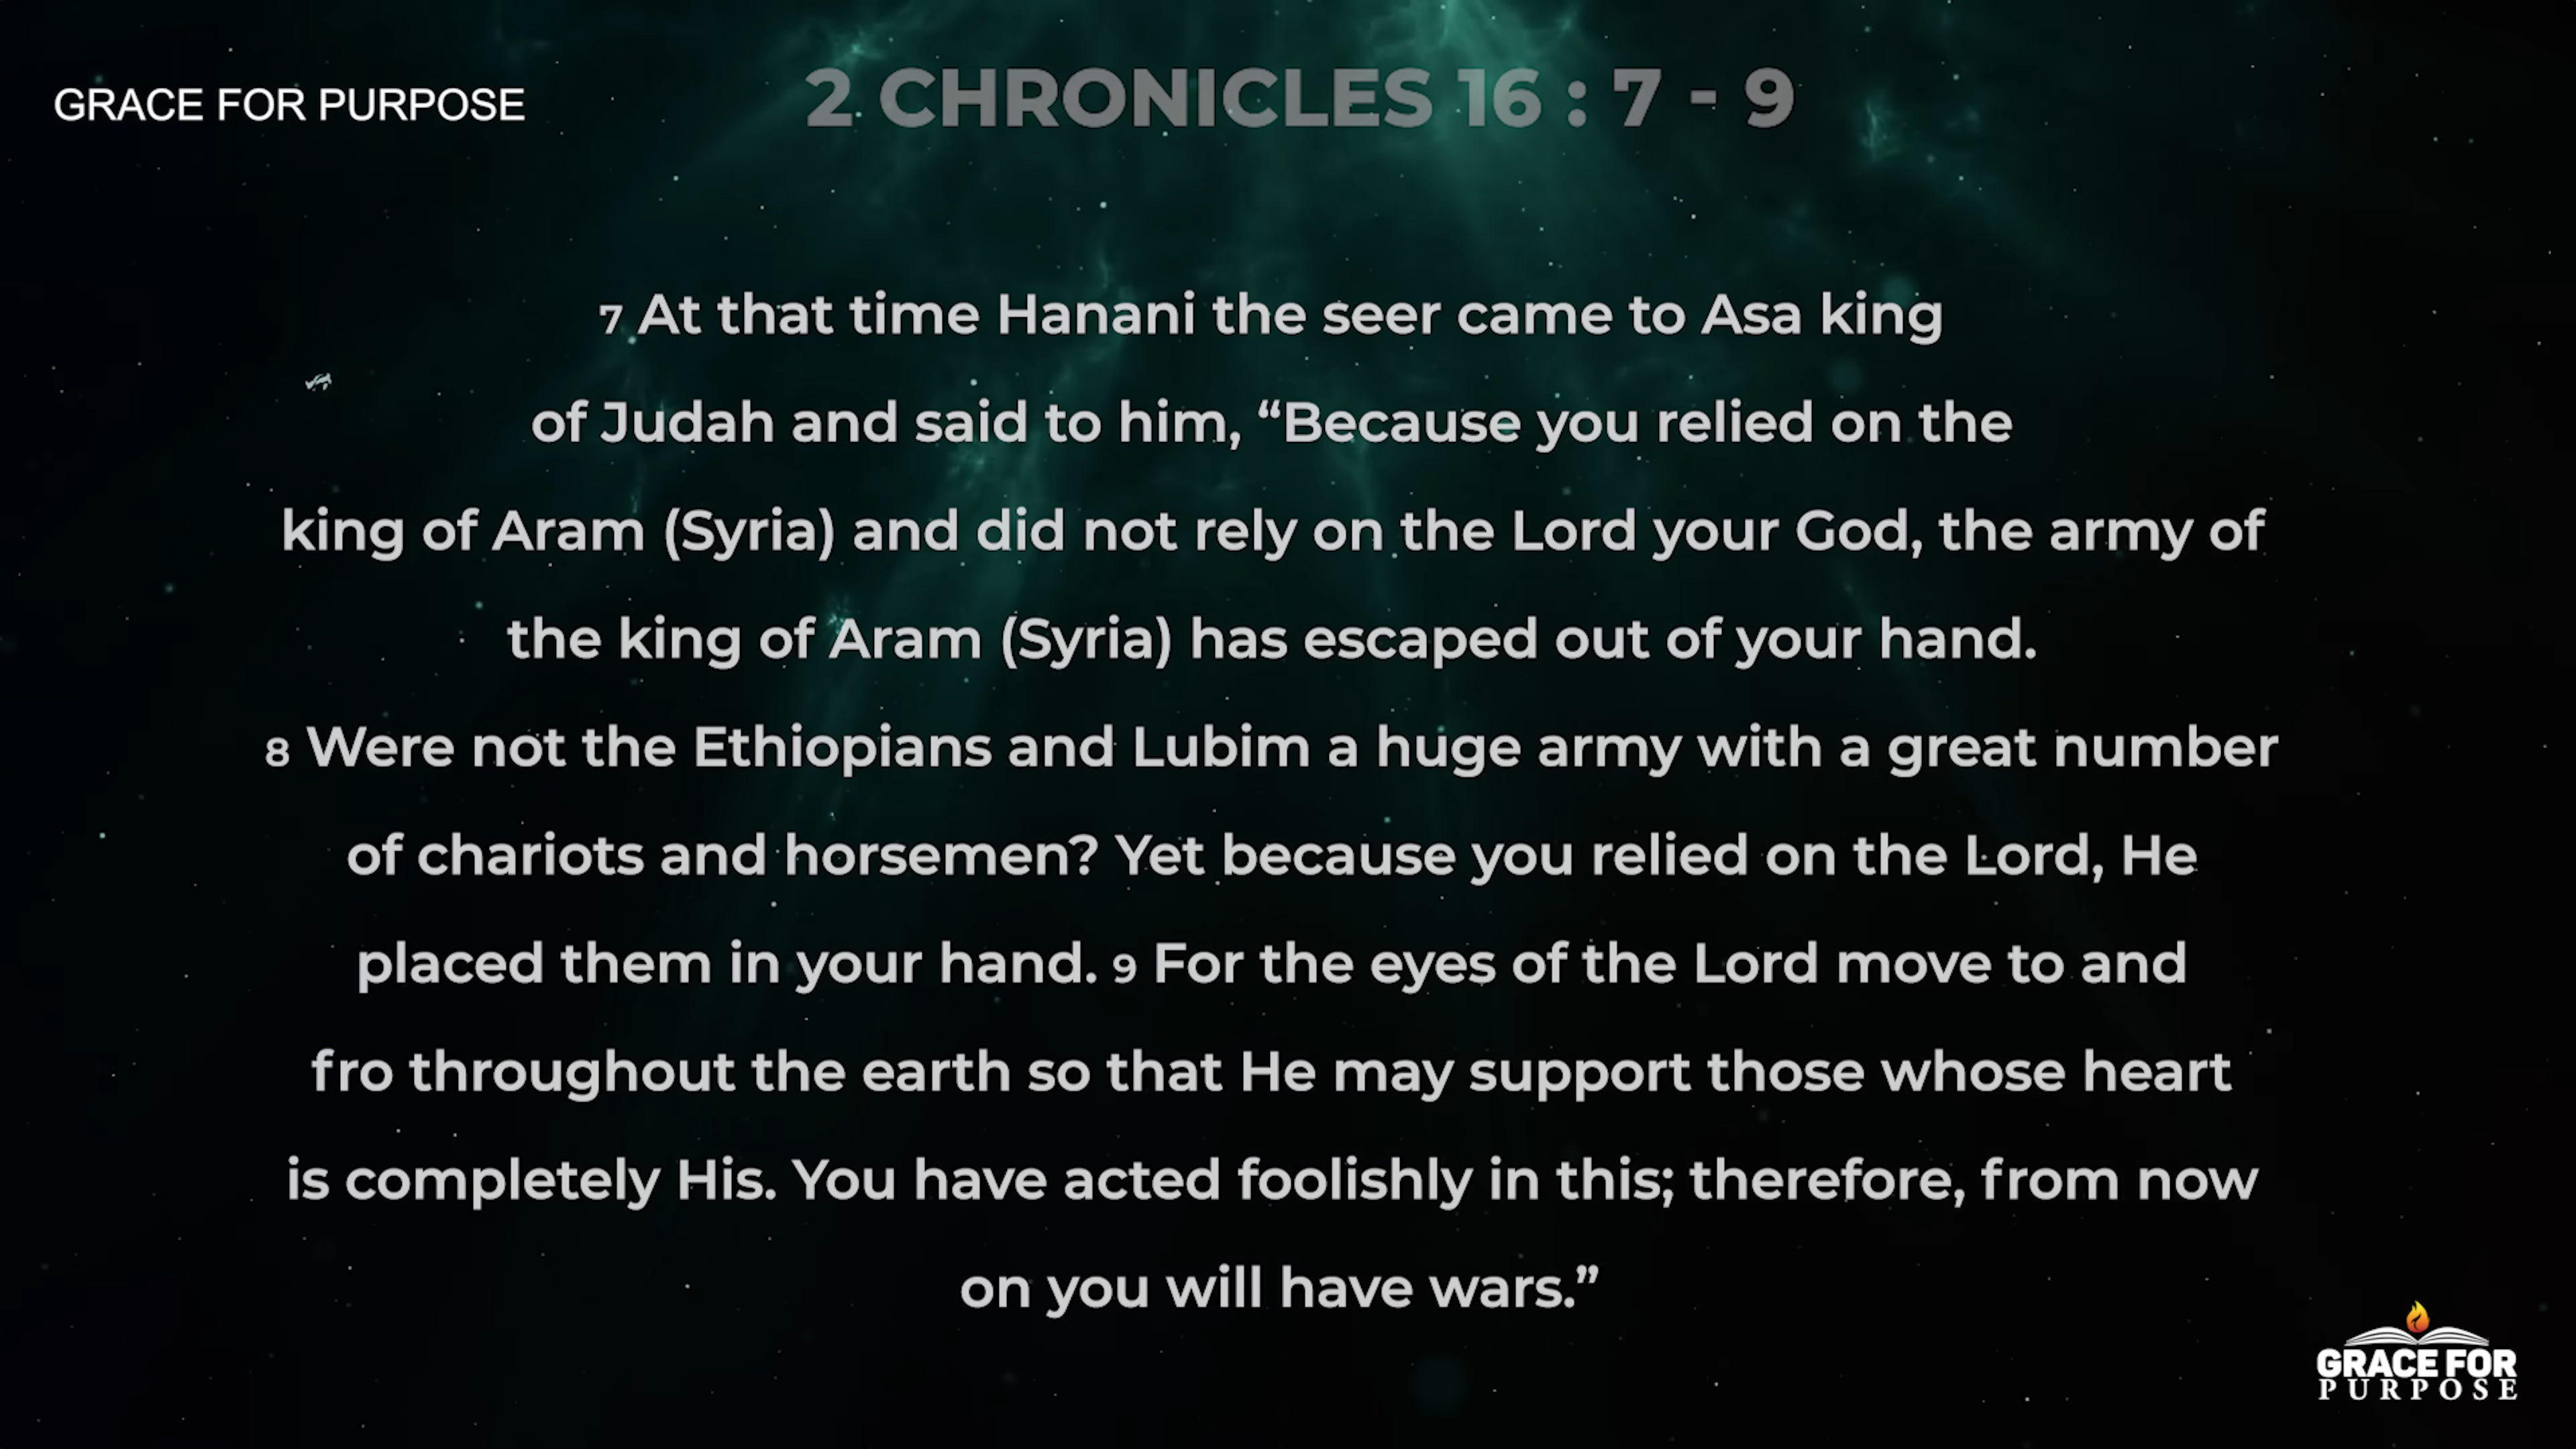 GRACE FOR PURPOSE
2 CHRONICLES 16 : 7 - 9
7 At that time Hanani the seer came to Asa king
of Judah and said to him, “Because you relied on the
king of Aram (Syria) and did not rely on the Lord your God, the army of
the king of Aram (Syria) has escaped out of your hand.
8 Were not the Ethiopians and Lubim a huge army with a great number
of chariots and horsemen? Yet because you relied on the Lord, He
placed them in your hand. 9 For the eyes of the Lord move to and
fro throughout the earth so that He may support those whose heart
is completely His. You have acted foolishly in this; therefore, from now
on you will have wars.”
GRACE FOR
PURPOSE